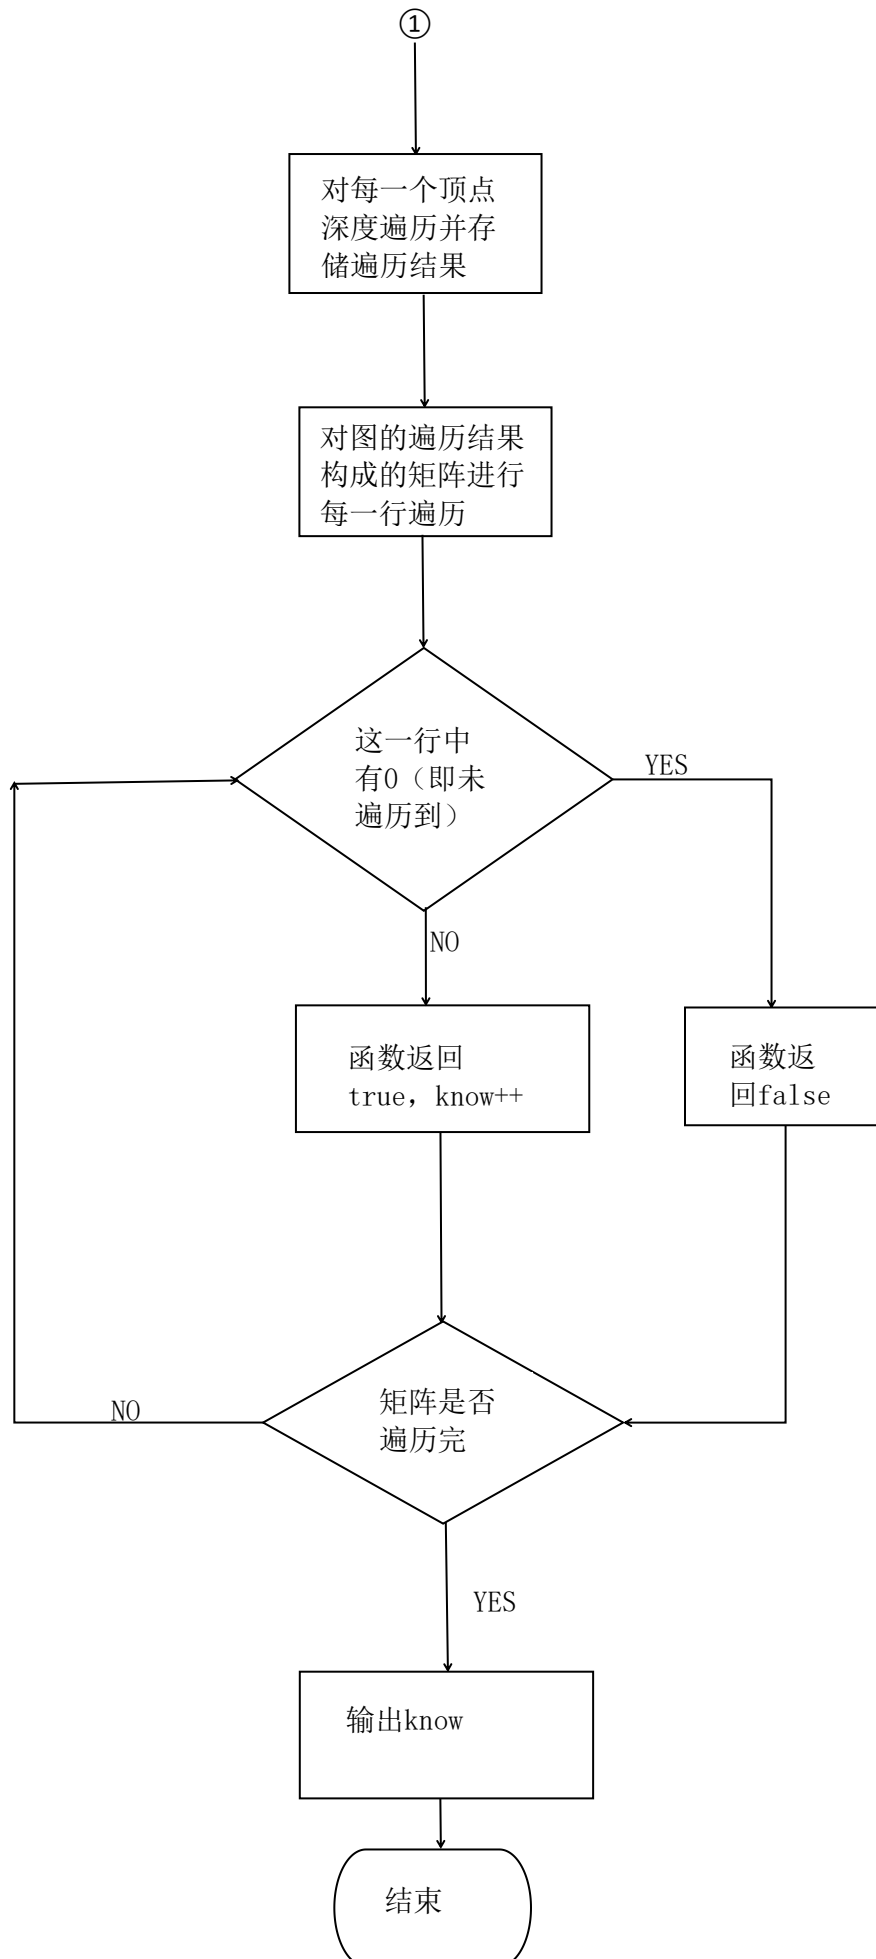 ①
对每一个顶点
深度遍历并存
储遍历结果
对图的遍历结果
构成的矩阵进行
每一行遍历
这一行中
有0（即未
遍历到）
YES
NO
函数返回
true，know++
函数返
回false
矩阵是否
遍历完
NO
YES
输出know
结束